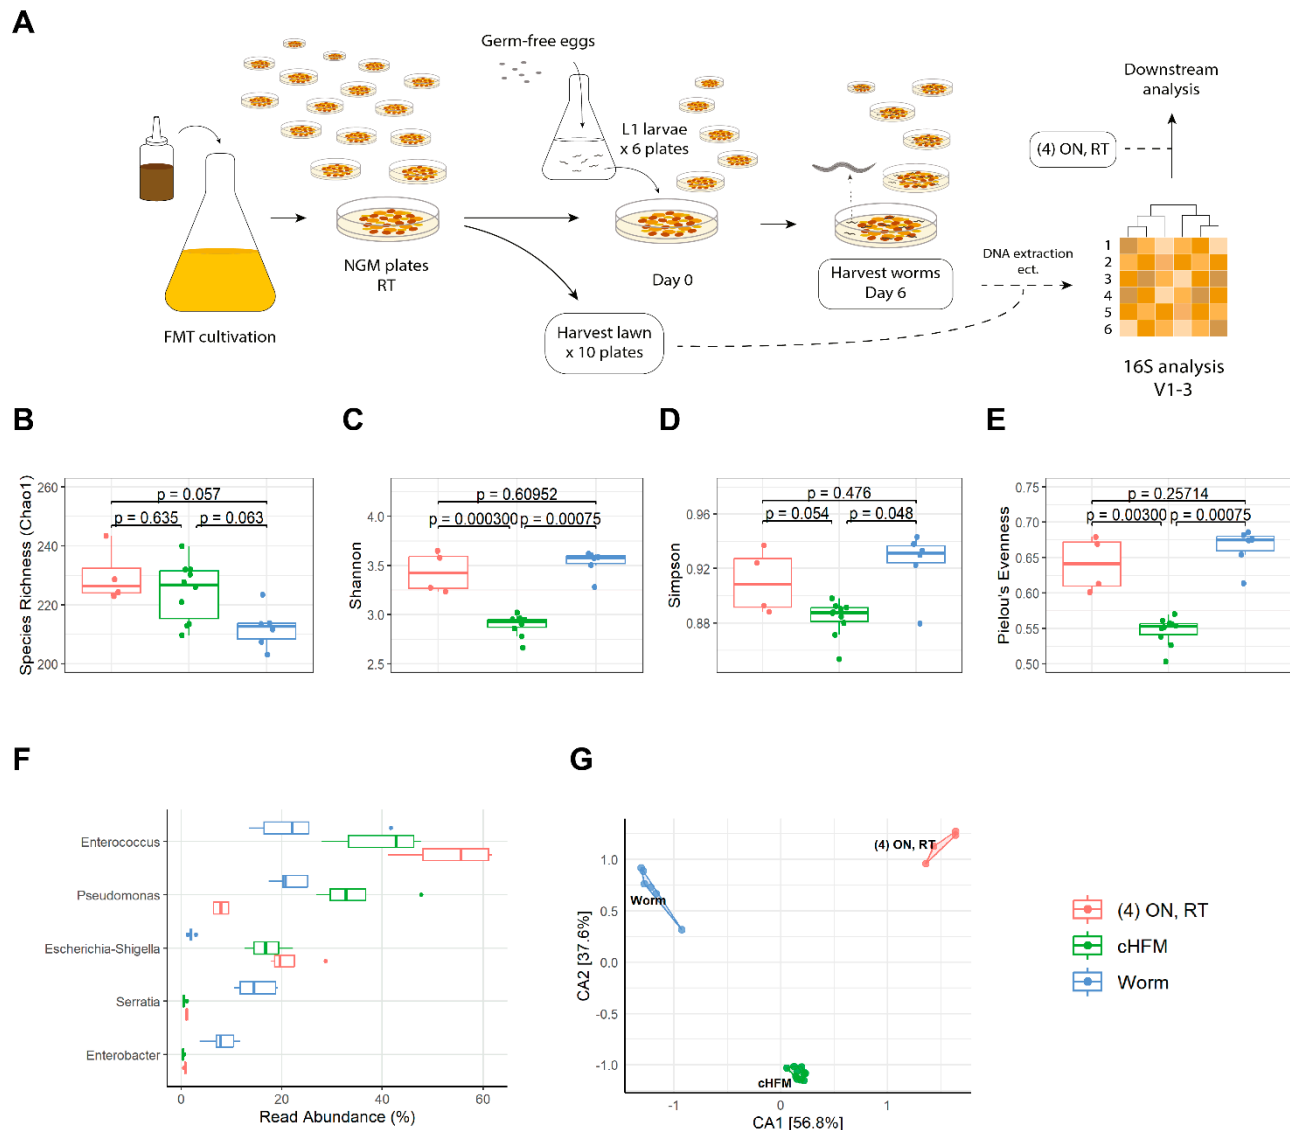 A
Germ-free eggs
L1 larvae
x 6 plates
Downstream
analysis
(4) ON, RT
FMT cultivation
NGM plates
RT
Day 0
Harvest worms
Day 6
Harvest lawn
x 10 plates
DNA extraction
ect.
1
2
3
4
5
6
16S analysis
V1-3
B
Species Richness (Chao1)
260
240
220
200
p = 0.057
p = 0.635
p = 0.063
C
Shannon
4.0
3.5
3.0
2.5
p = 0.60952
p = 0.000300
p = 0.00075
D
Simpson
0.96
0.92
0.88
p = 0.476
p = 0.054
p = 0.048
E
Pielou's Evenness
0.75
0.70
0.65
0.60
0.55
0.50
p = 0.25714
p = 0.00300
p = 0.00075
F
Enterococcus
Pseudomonas
Escherichia-Shigella
Serratia
Enterobacter
0
20
40
60
Read Abundance (%)
G
CA2 [37.6%]
1.0
0.5
0.0
-0.5
-1.0
(4) ON, RT
Worm
cHFM
-1
0
1
CA1 [56.8%]
(4) ON, RT
cHFM
Worm